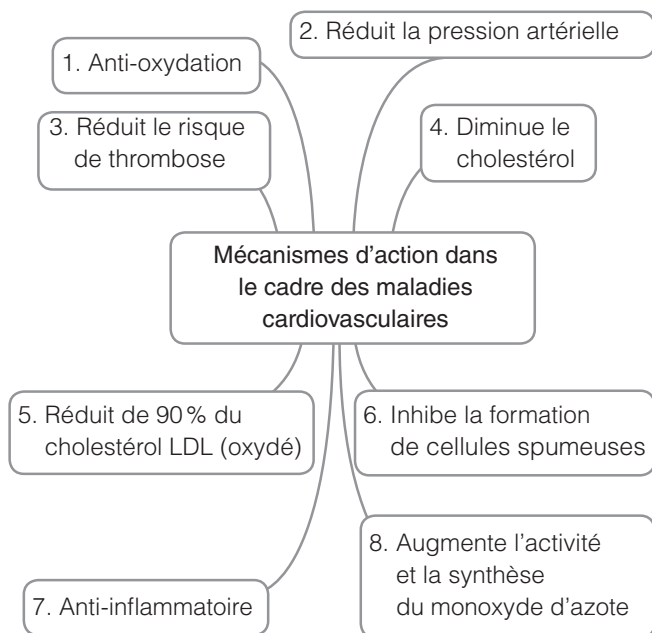 1. Anti-oxydation
2. Réduit la pression artérielle
3. Réduit le risque
de thrombose
4. Diminue le
cholestérol
Mécanismes d'action dans
le cadre des maladies
cardiovasculaires
5. Réduit de 90 % du
cholestérol LDL (oxydé)
6. Inhibe la formation
de cellules spumeuses
7. Anti-inflammatoire
8. Augmente l'activité
et la synthèse
du monoxyde d'azote